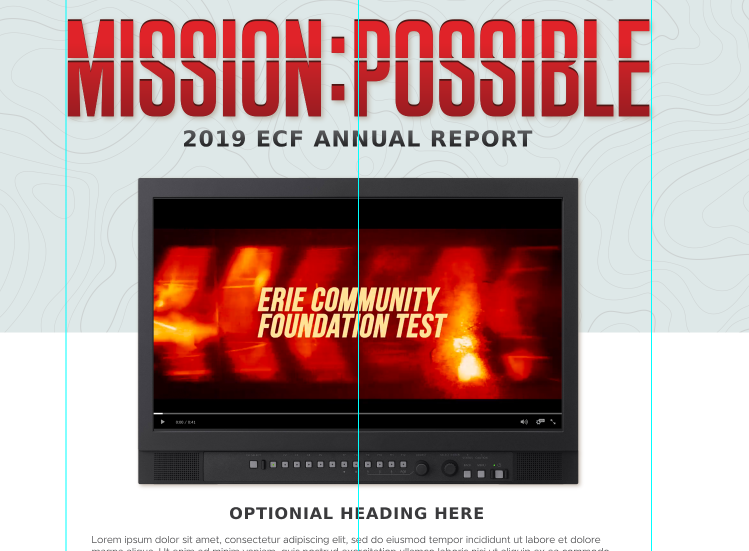 MISSION:POSSIBLE
2019 ECF ANNUAL REPORT
ERIE COMMUNITY
FOUNDATION TEST
OPTIONIAL HEADING HERE
Lorem ipsum dolor sit amet, consectetur adipiscing elit, sed do eiusmod tempor incididunt ut labore et dolore